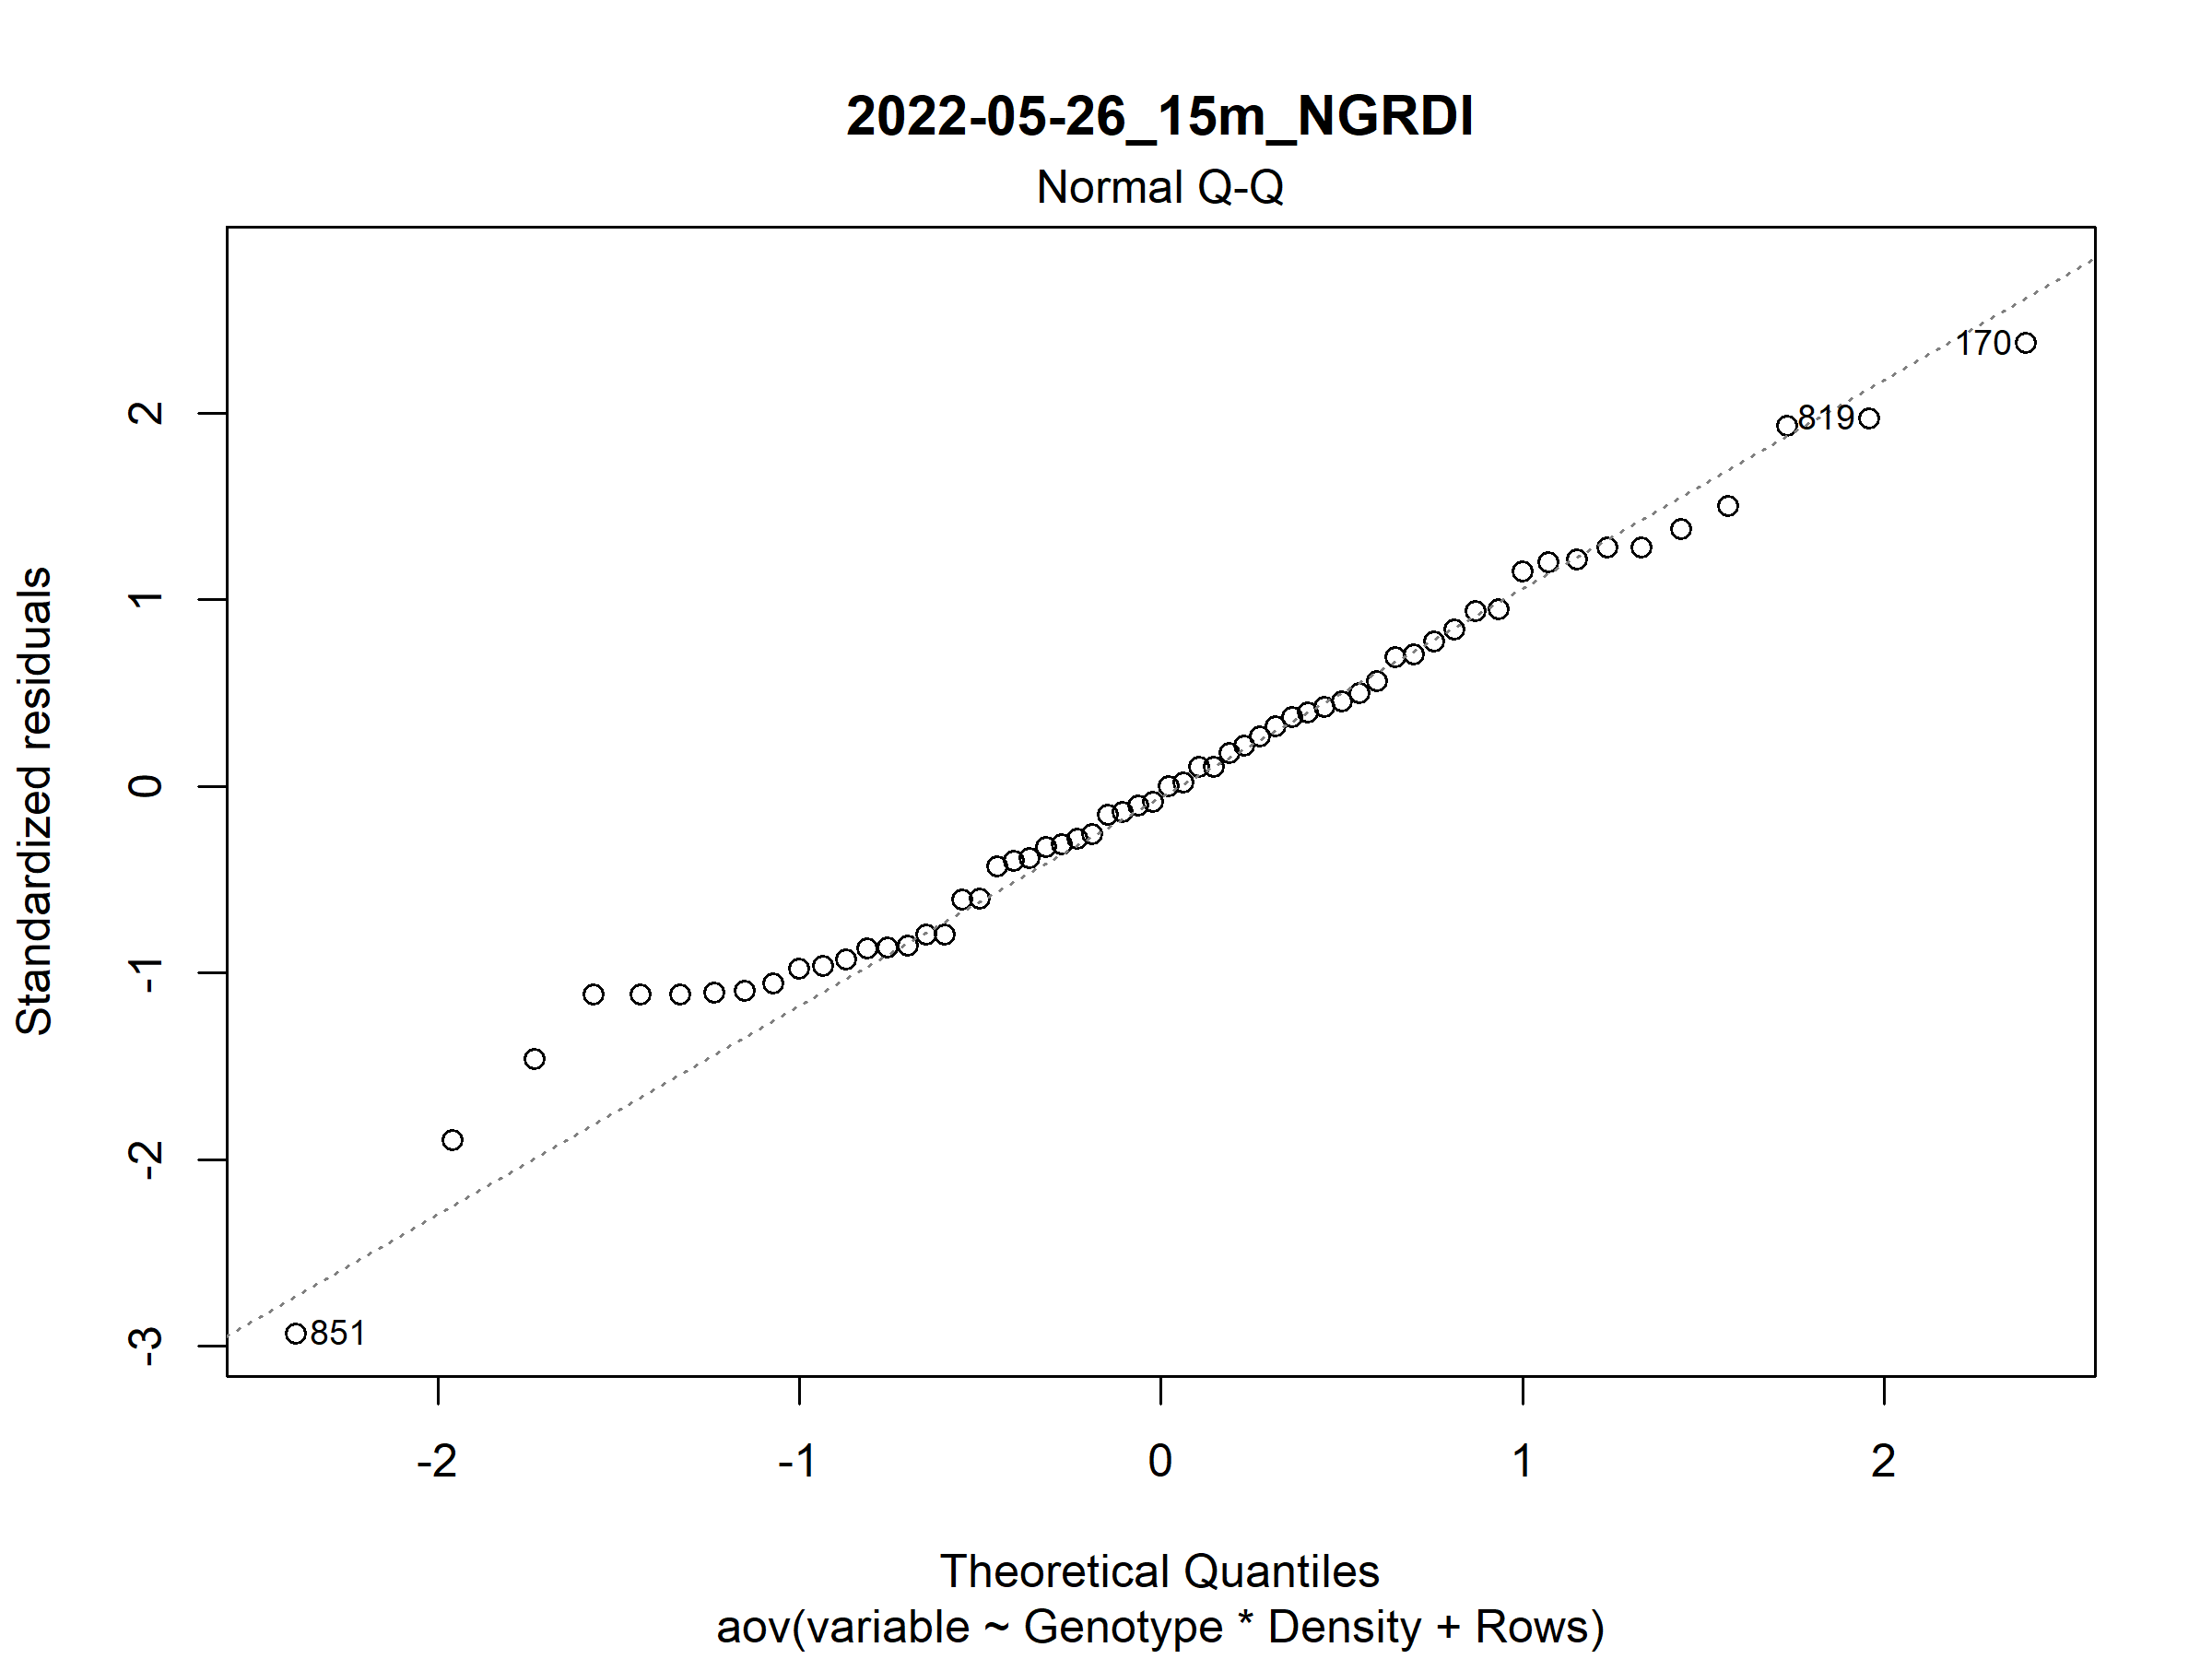 2022-05-26_15m_NGRDI
Normal Q-Q
Standardized residuals
2
1
0
-1
-2
-3
170
819
851
-2
-1
0
1
2
Theoretical Quantiles
aov(variable ~ Genotype * Density + Rows)